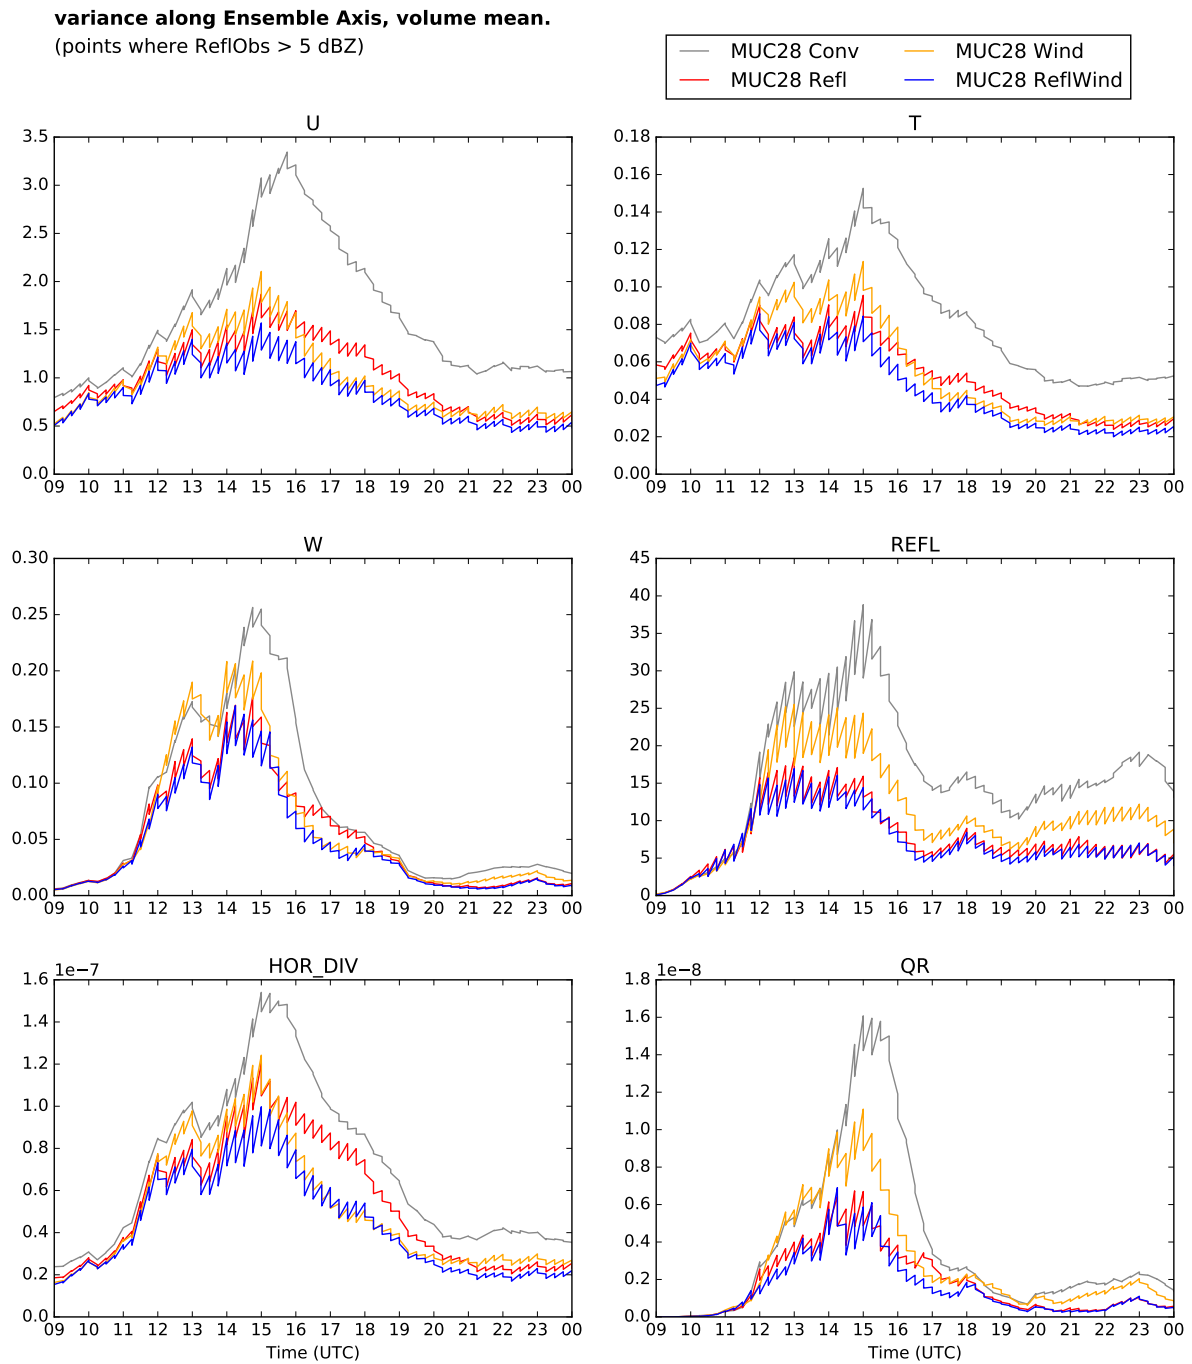 variance along Ensemble Axis, volume mean.
(points where ReflObs > 5 dBZ)
MUC28 Conv MUC28 Wind
MUC28 Refl MUC28 ReflWind
U
3.5
3.0
2.5
2.0
1.5
1.0
0.5
0.0
09 10 11 12 13 14 15 16 17 18 19 20 21 22 23 00
T
0.18
0.16
0.14
0.12
0.10
0.08
0.06
0.04
0.02
0.00
09 10 11 12 13 14 15 16 17 18 19 20 21 22 23 00
W
0.30
0.25
0.20
0.15
0.10
0.05
0.00
09 10 11 12 13 14 15 16 17 18 19 20 21 22 23 00
REFL
45
40
35
30
25
20
15
10
5
0
09 10 11 12 13 14 15 16 17 18 19 20 21 22 23 00
HOR_DIV
1e−7
1.6
1.4
1.2
1.0
0.8
0.6
0.4
0.2
0.0
09 10 11 12 13 14 15 16 17 18 19 20 21 22 23 00
Time (UTC)
QR
1e−8
1.8
1.6
1.4
1.2
1.0
0.8
0.6
0.4
0.2
0.0
09 10 11 12 13 14 15 16 17 18 19 20 21 22 23 00
Time (UTC)